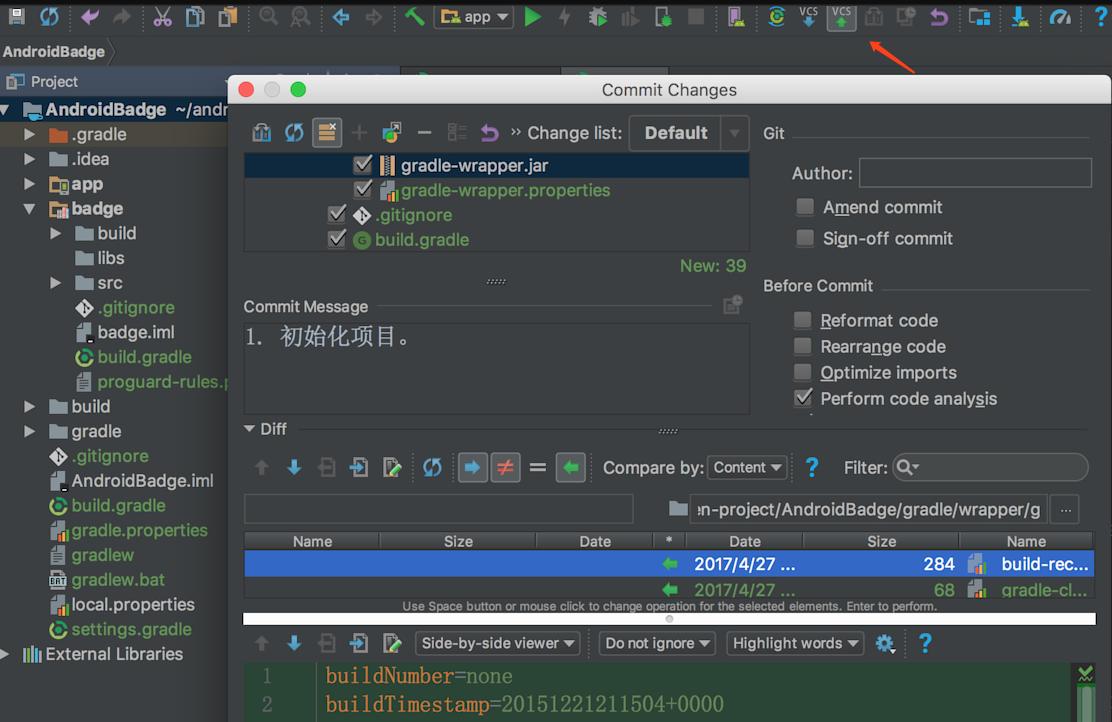 app
VCS
VCS
AndroidBadge
Project
Commit Changes
AndroidBadge ~/andr
.gradle
.idea
app
badge
build
libs
src
.gitignore
badge.iml
build.gradle
proguard-rules.p
build
gradle
.gitignore
AndroidBadge.iml
build.gradle
gradle.properties
gradlew
BAT gradlew.bat
local.properties
settings.gradle
External Libraries
» Change list: Default
gradle-wrapper.jar
gradle-wrapper.properties
.gitignore
G build.gradle
New: 39
Commit Message
1. 初始化项目。
Git
Author:
Amend commit
Sign-off commit
Before Commit
Reformat code
Rearrange code
Optimize imports
Perform code analysis
Diff
Compare by: Content ? Filter:
en-project/AndroidBadge/gradle/wrapper/g ...
Name Size Date * Date Size Name
2017/4/27 ... 284 build-rec...
2017/4/27 ... 68 gradle-cl...
Use Space button or mouse click to change operation for the selected elements. Enter to perform.
Side-by-side viewer Do not ignore Highlight words ?
1 buildNumber=none
2 buildTimestamp=20151221211504+0000